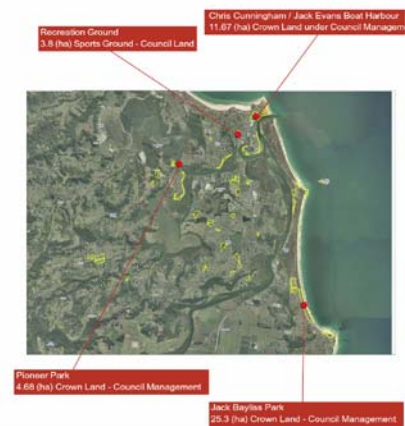 Chris Cunningham / Jack Evans Boat Harbour
11.67 (ha) Crown Land under Council Management
Recreation Ground
3.8 (ha) Sports Ground - Council Land
Pioneer Park
4.68 (ha) Crown Land - Council Management
Jack Bayliss Park
25.3 (ha) Crown Land - Council Management